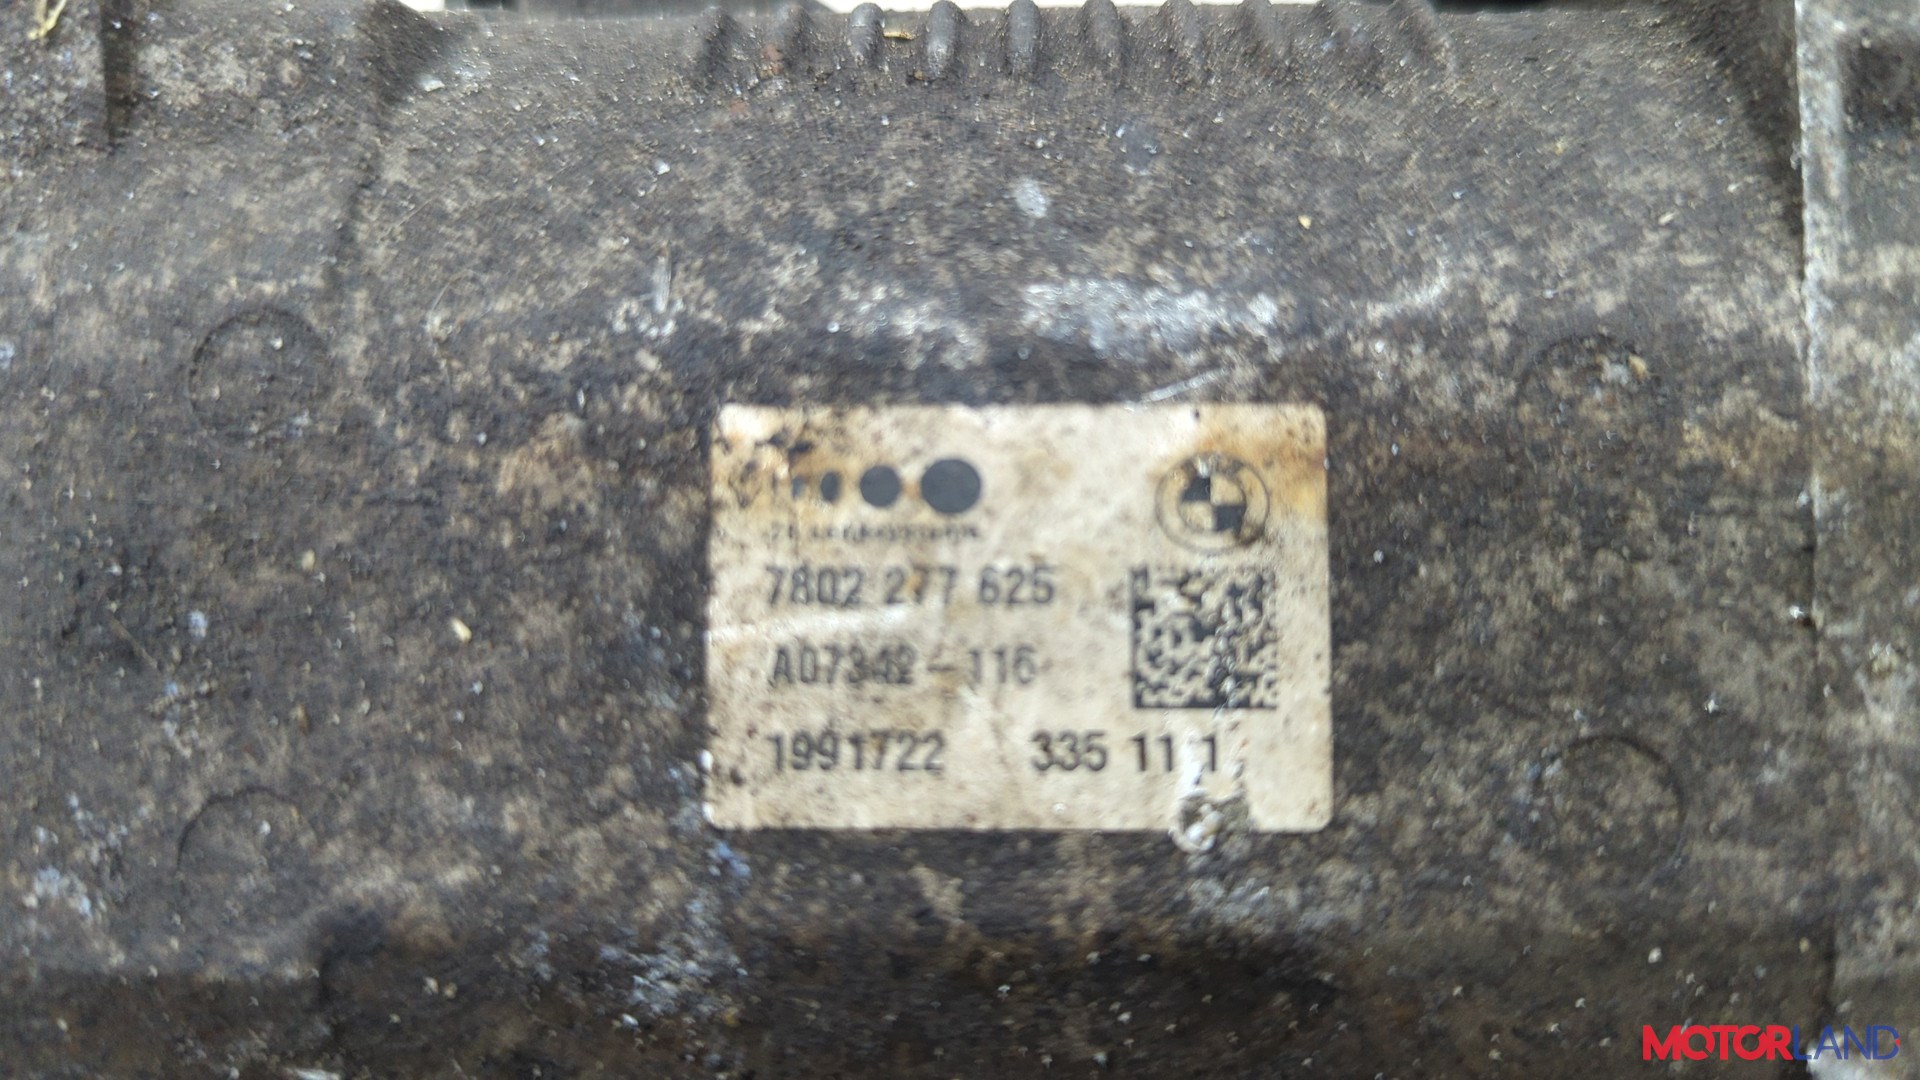 7802 277 625
A07342-116
1991722 335 11 1
MOTORLAND